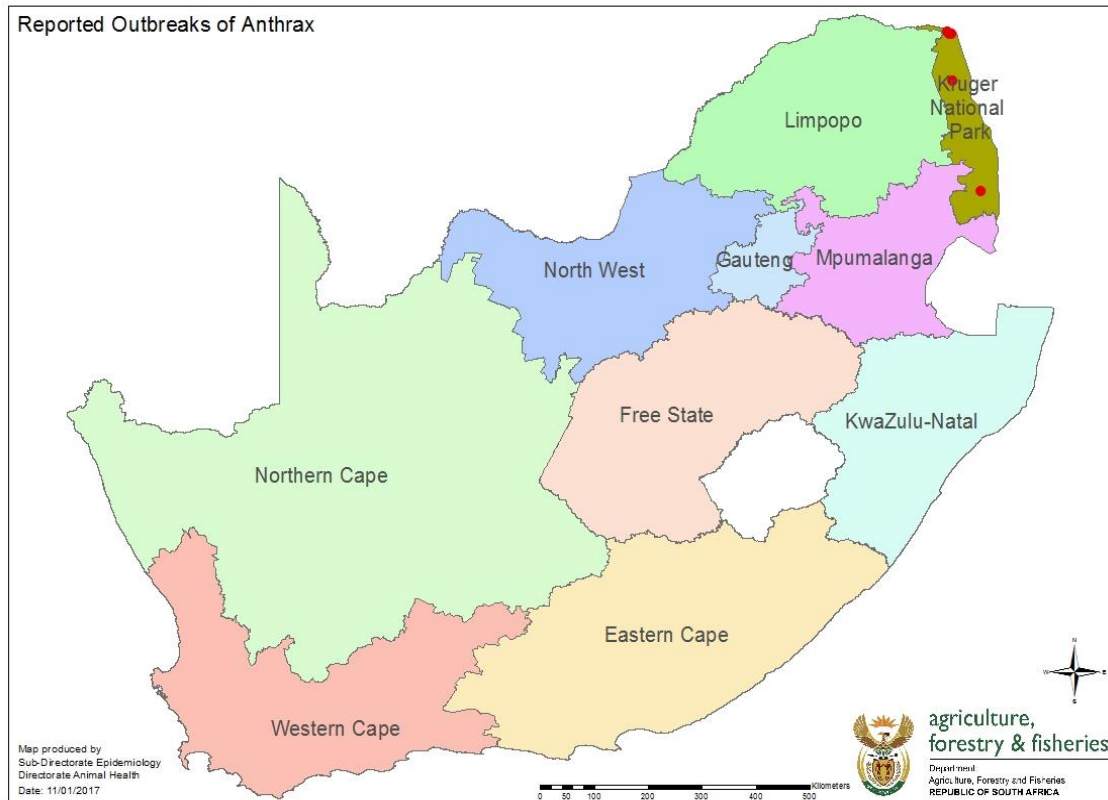 Reported Outbreaks of Anthrax
Limpopo
Kruger
National
Park
North West
Gauteng
Mpumalanga
Free State
KwaZulu-Natal
Northern Cape
Eastern Cape
Western Cape
N
W
E
S
Map produced by
Sub-Directorate Epidemiology
Directorate Animal Health
Date: 11/01/2017
Kilometers
0 50 100 200 300 400 500
agriculture,
forestry & fisheries
Department:
Agriculture, Forestry and Fisheries
REPUBLIC OF SOUTH AFRICA